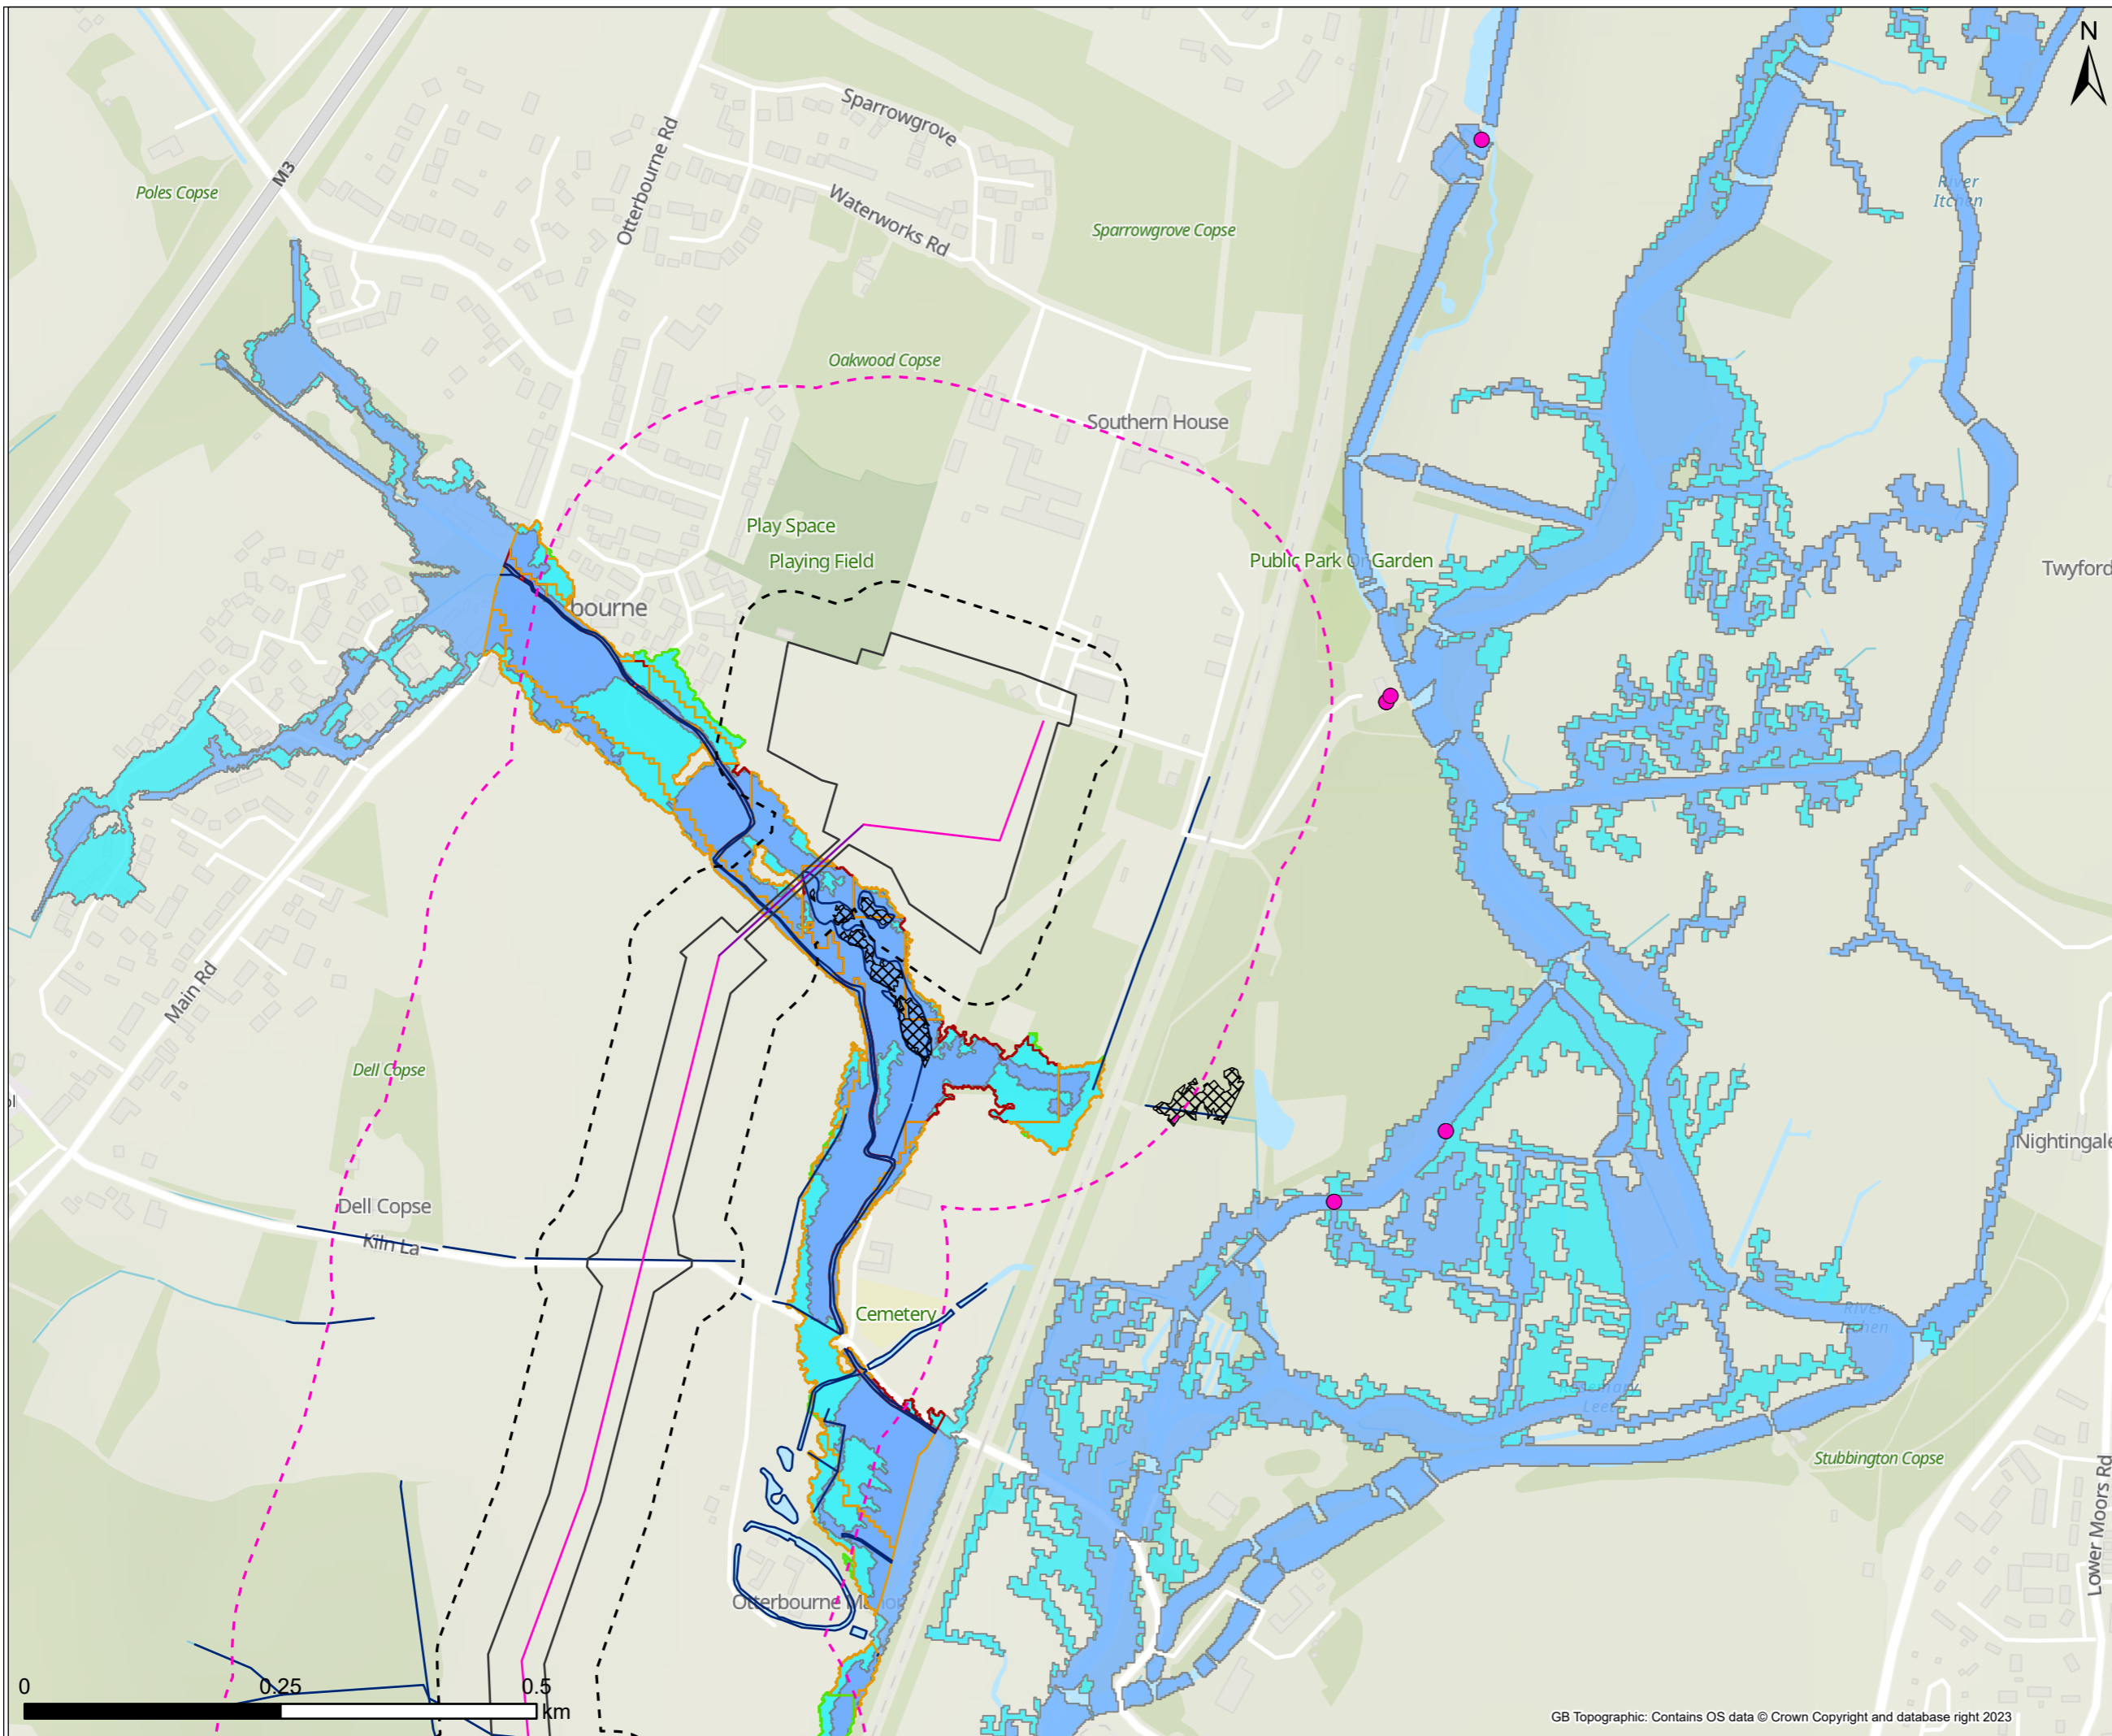 N
Sparrowgrove
Otterbourne Rd
M3
Poles Copse
Waterworks Rd
River
Itchen
Sparrowgrove Copse
Oakwood Copse
Southern House
Play Space
Playing Field
Public Park Or Garden
Twyford
bourne
Main Rd
Dell Copse
Nightingale
Dell Copse
Kiln La
Cemetery
River
Itchen
Stubbington Copse
Lower Moors Rd
Otterbourne Manor
0
0.25
0.5
km
GB Topographic: Contains OS data © Crown Copyright and database right 2023